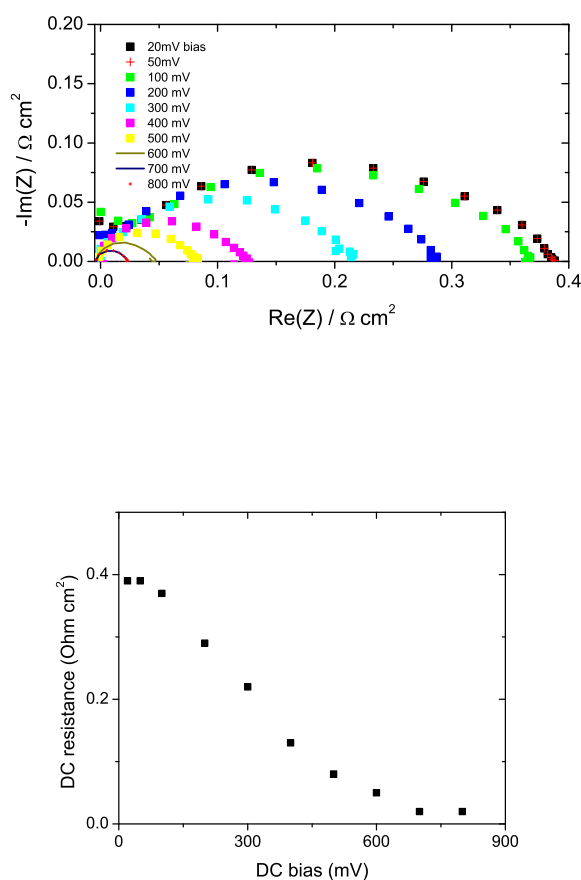 0.20
0.15
0.10
0.05
0.00
-Im(Z) / Ω cm²
20mV bias
50mV
100 mV
200 mV
300 mV
400 mV
500 mV
600 mV
700 mV
800 mV
0.0 0.1 0.2 0.3 0.4
Re(Z) / Ω cm²
0.4
0.2
0.0
DC resistance (Ohm cm²)
0 300 600 900
DC bias (mV)